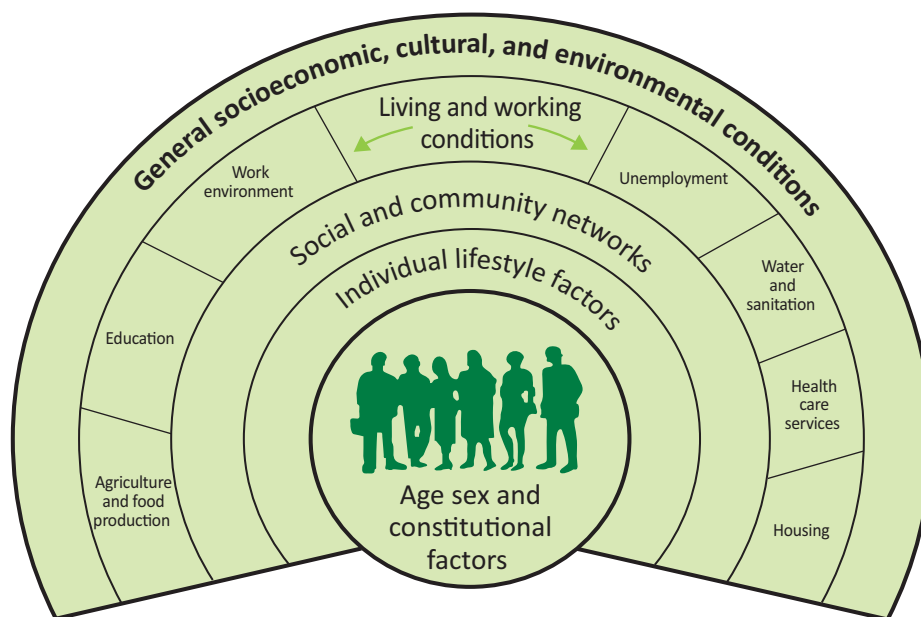 General socioeconomic, cultural, and environmental conditions
Living and working
conditions
Work
environment
Unemployment
Social and community networks
Individual lifestyle factors
Water
and
sanitation
Education
Health
care
services
Agriculture
and food
production
Housing
Age sex and
constitutional
factors